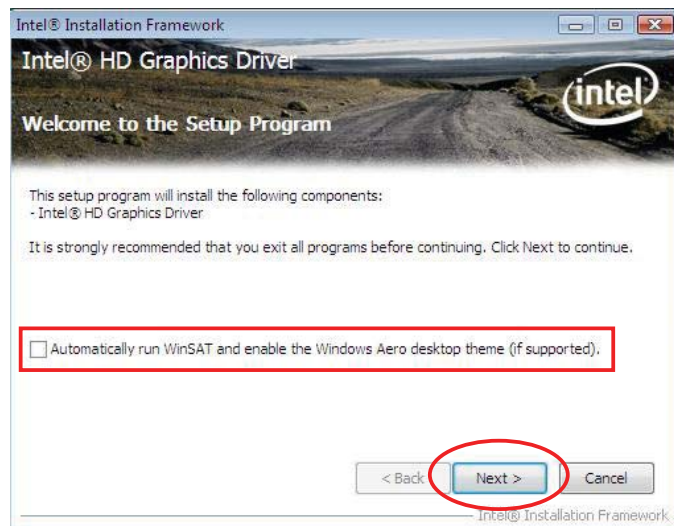 Intel® Installation Framework
Intel® HD Graphics Driver
intel
Welcome to the Setup Program
This setup program will install the following components:
- Intel® HD Graphics Driver
It is strongly recommended that you exit all programs before continuing. Click Next to continue.
Automatically run WinSAT and enable the Windows Aero desktop theme (if supported).
< Back Next > Cancel
Intel® Installation Framework